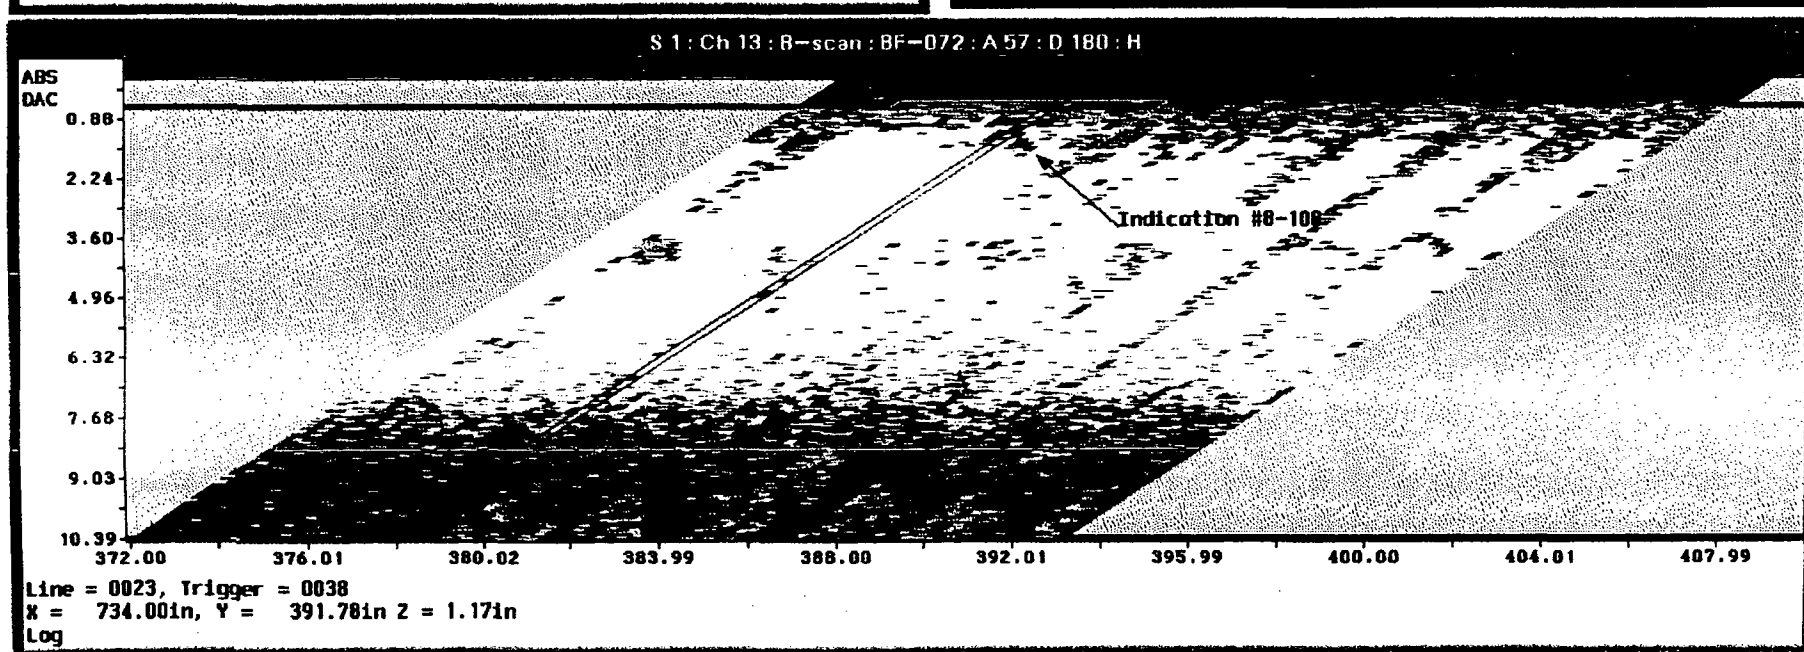 S 1 : Ch 13 : B-scan : BF-072 : A 57 : D 180 : H
ABS
DAC
0.88
2.24
3.60
4.96
6.32
7.68
9.03
10.39
Indication #8-108
372.00 376.01 380.02 383.99 388.00 392.01 395.99 400.00 404.01 407.99
Line = 0023, Trigger = 0038
X = 734.00in, Y = 391.78in Z = 1.17in
Log